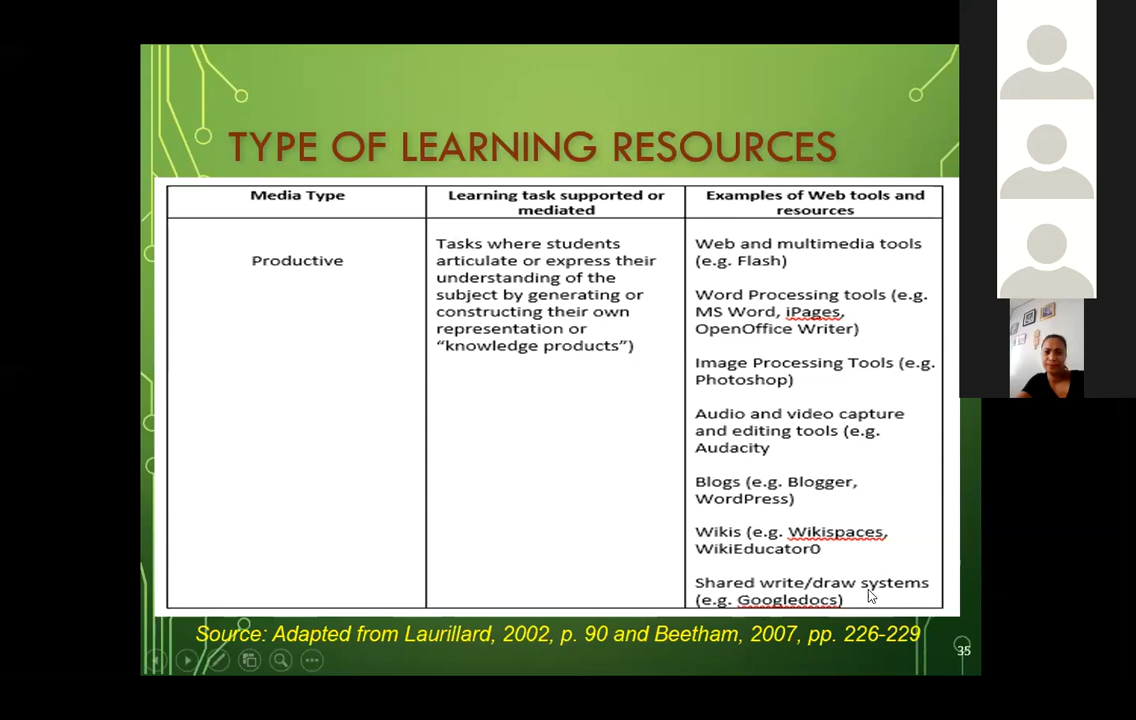 TYPE OF LEARNING RESOURCES
Media Type
Learning task supported or
mediated
Examples of Web tools and
resources
Productive
Tasks where students
articulate or express their
understanding of the
subject by generating or
constructing their own
representation or
“knowledge products”)
Web and multimedia tools
(e.g. Flash)
Word Processing tools (e.g.
MS Word, iPages,
OpenOffice Writer)
Image Processing Tools (e.g.
Photoshop)
Audio and video capture
and editing tools (e.g.
Audacity
Blogs (e.g. Blogger,
WordPress)
Wikis (e.g. Wikispaces,
WikiEducator0
Shared write/draw systems
(e.g. Googledocs)
Source: Adapted from Laurillard, 2002, p. 90 and Beetham, 2007, pp. 226-229
35